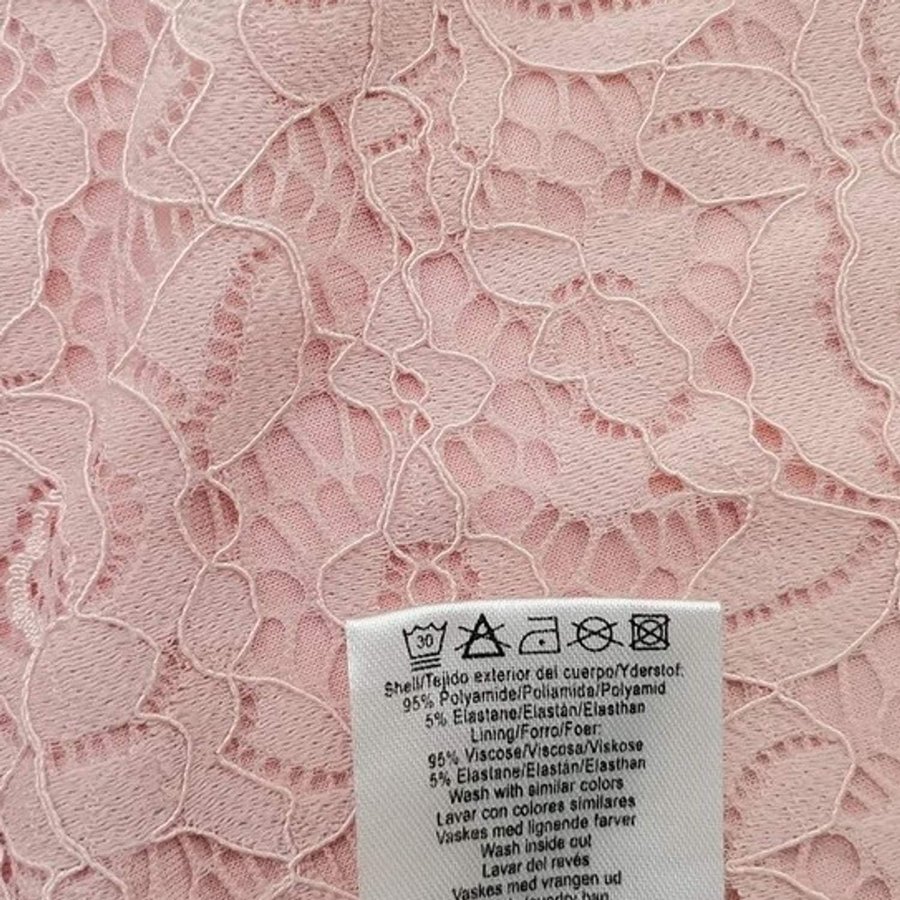 30
Shell/Tejido exterior del cuerpo/Yderstof:
95% Polyamide/Poliamida/Polyamid
5% Elastane/Elastán/Elasthan
Lining/Forro/Foer:
95% Viscose/Viscosa/Viskose
5% Elastane/Elastán/Elasthan
Wash with similar colors
Lavar con colores similares
Vaskes med lignende farver
Wash inside out
Lavar del revés
Vaskes med vrangen ud